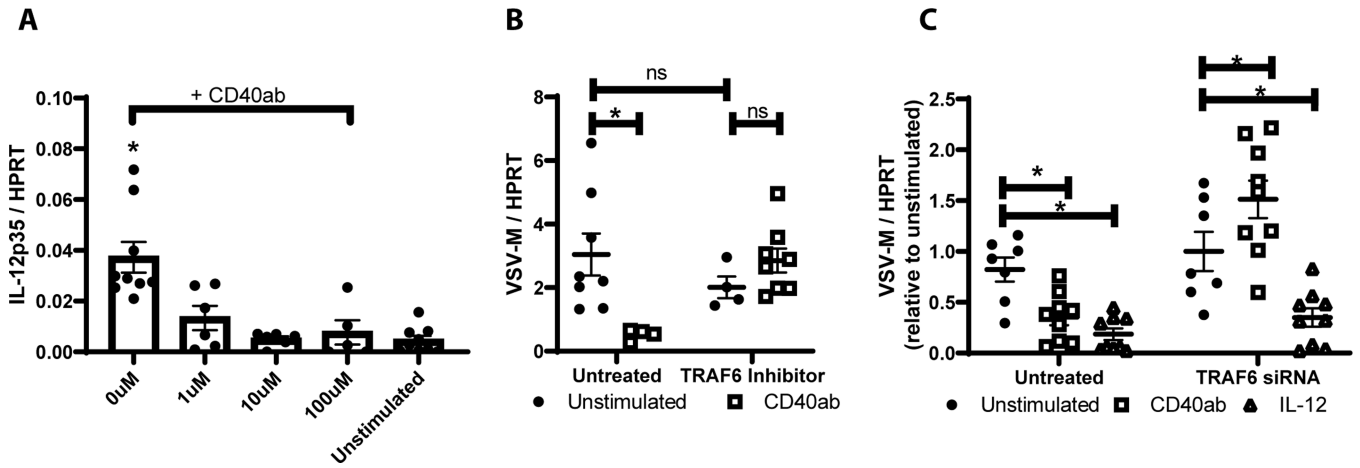 A
IL-12p35 / HPRT
0.10
0.08
0.06
0.04
0.02
0.00
+ CD40ab
*
0uM
1uM
10uM
100uM
Unstimulated
B
VSV-M / HPRT
8
6
4
2
0
ns
*
ns
Untreated
TRAF6 Inhibitor
Unstimulated
CD40ab
C
VSV-M / HPRT
(relative to unstimulated)
2.5
2.0
1.5
1.0
0.5
0.0
*
*
*
*
Untreated
TRAF6 siRNA
Unstimulated
CD40ab
IL-12